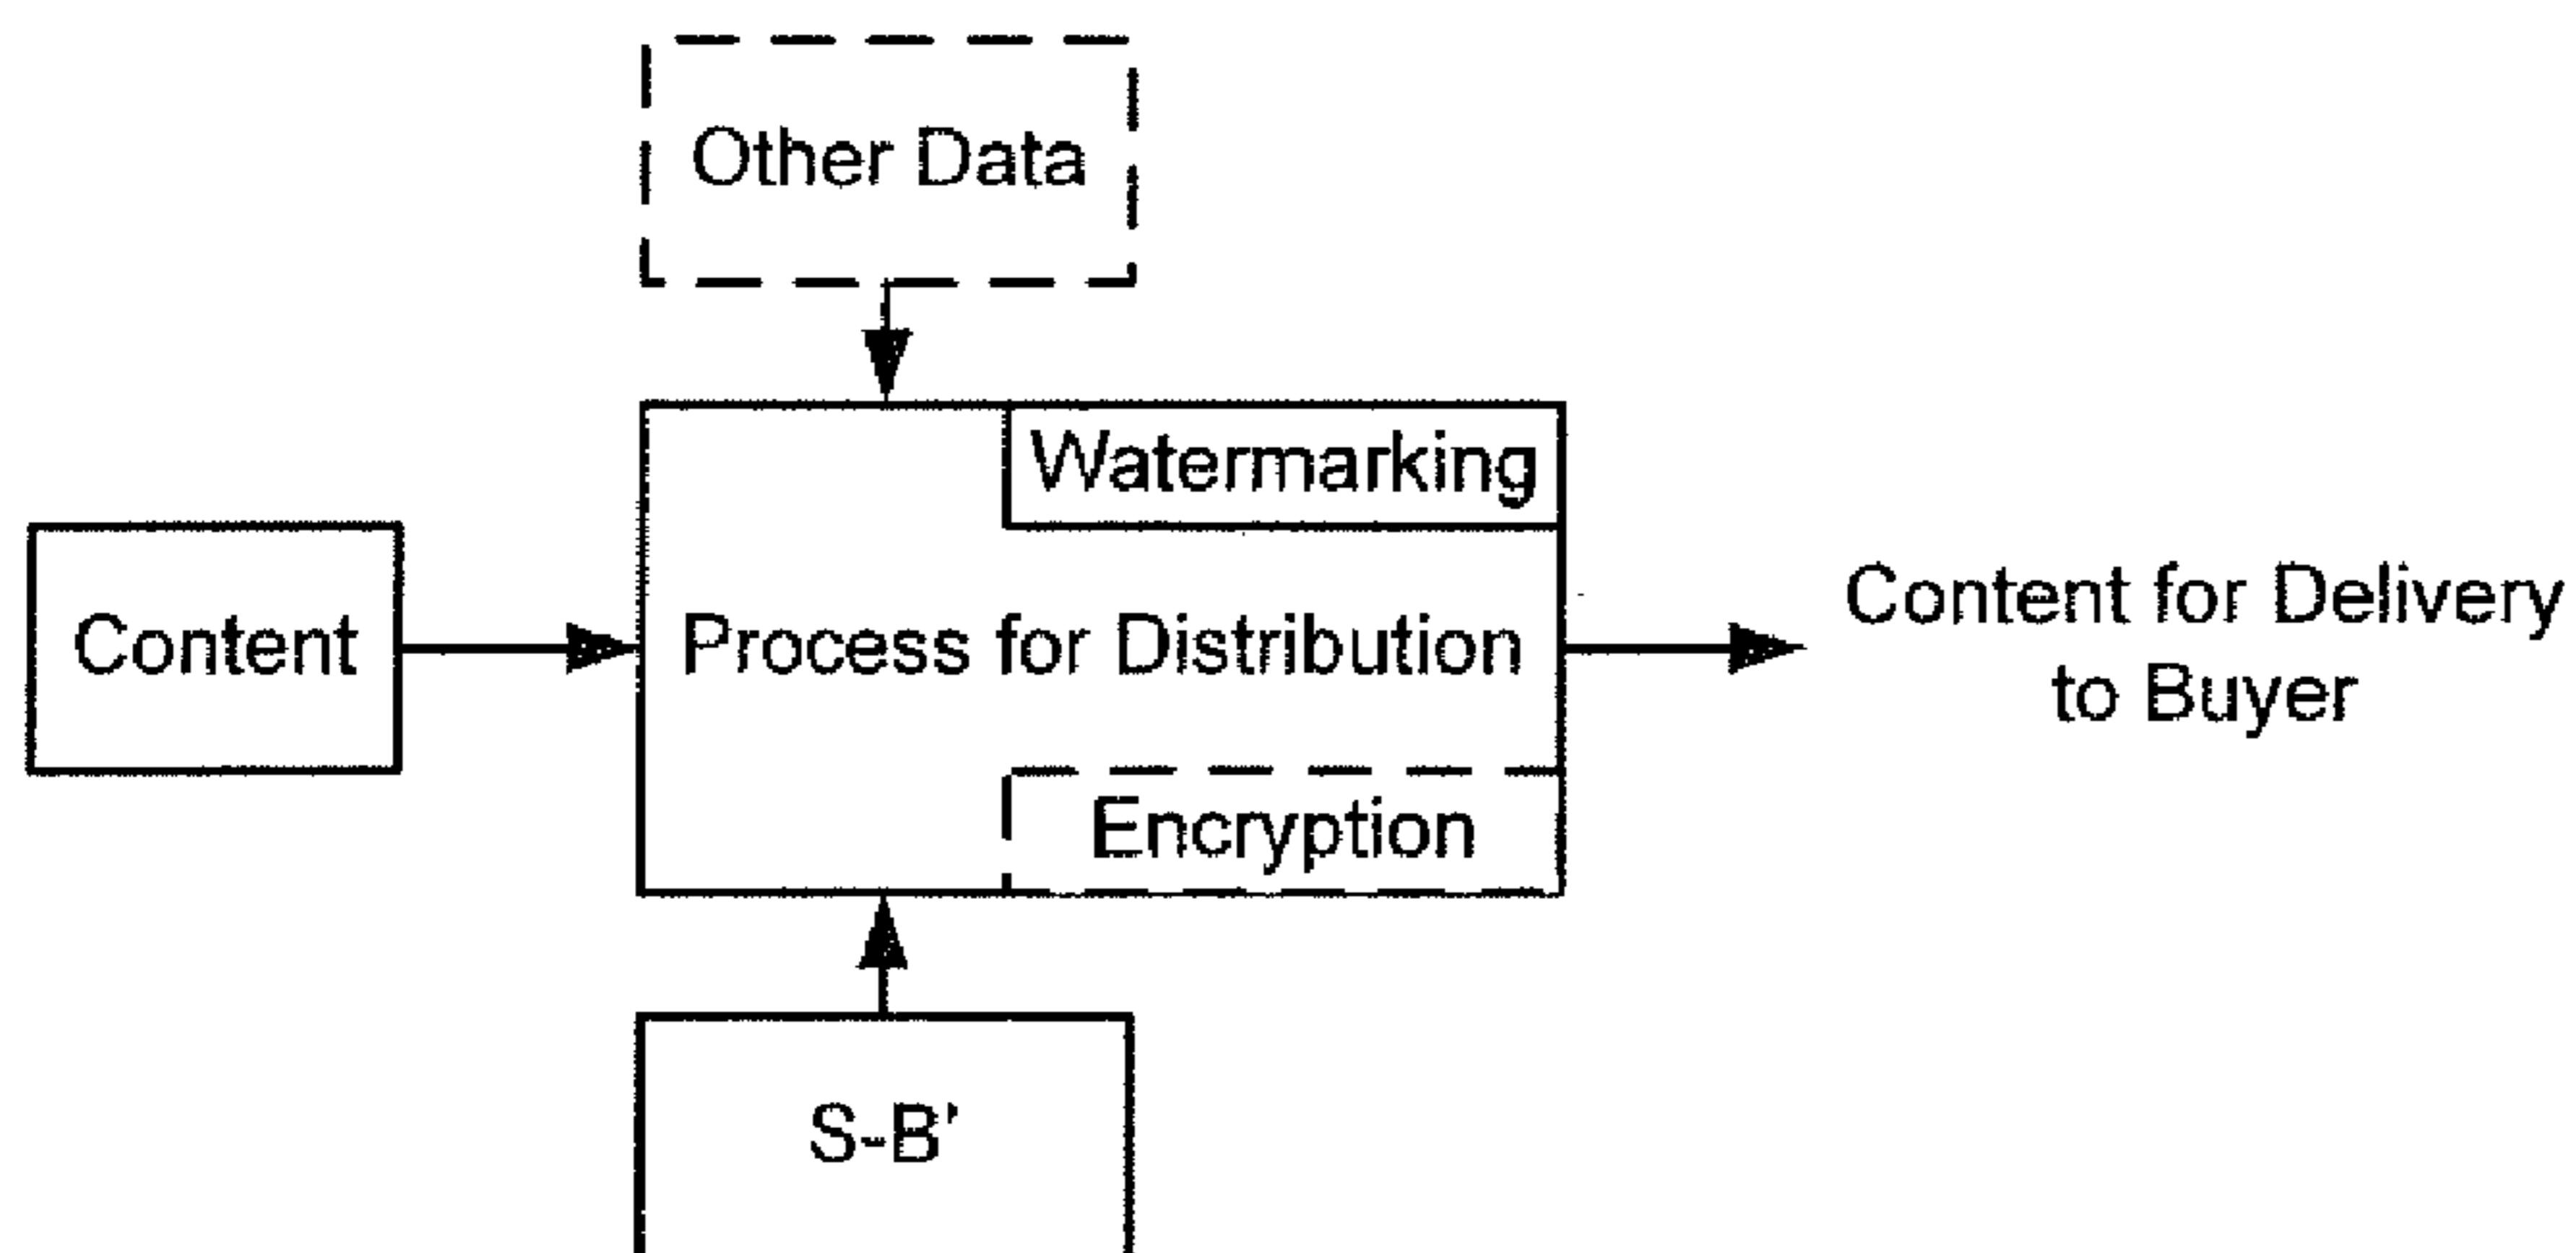 Other Data
Watermarking
Content
Process for Distribution
Content for Delivery
to Buyer
Encryption
S-B'